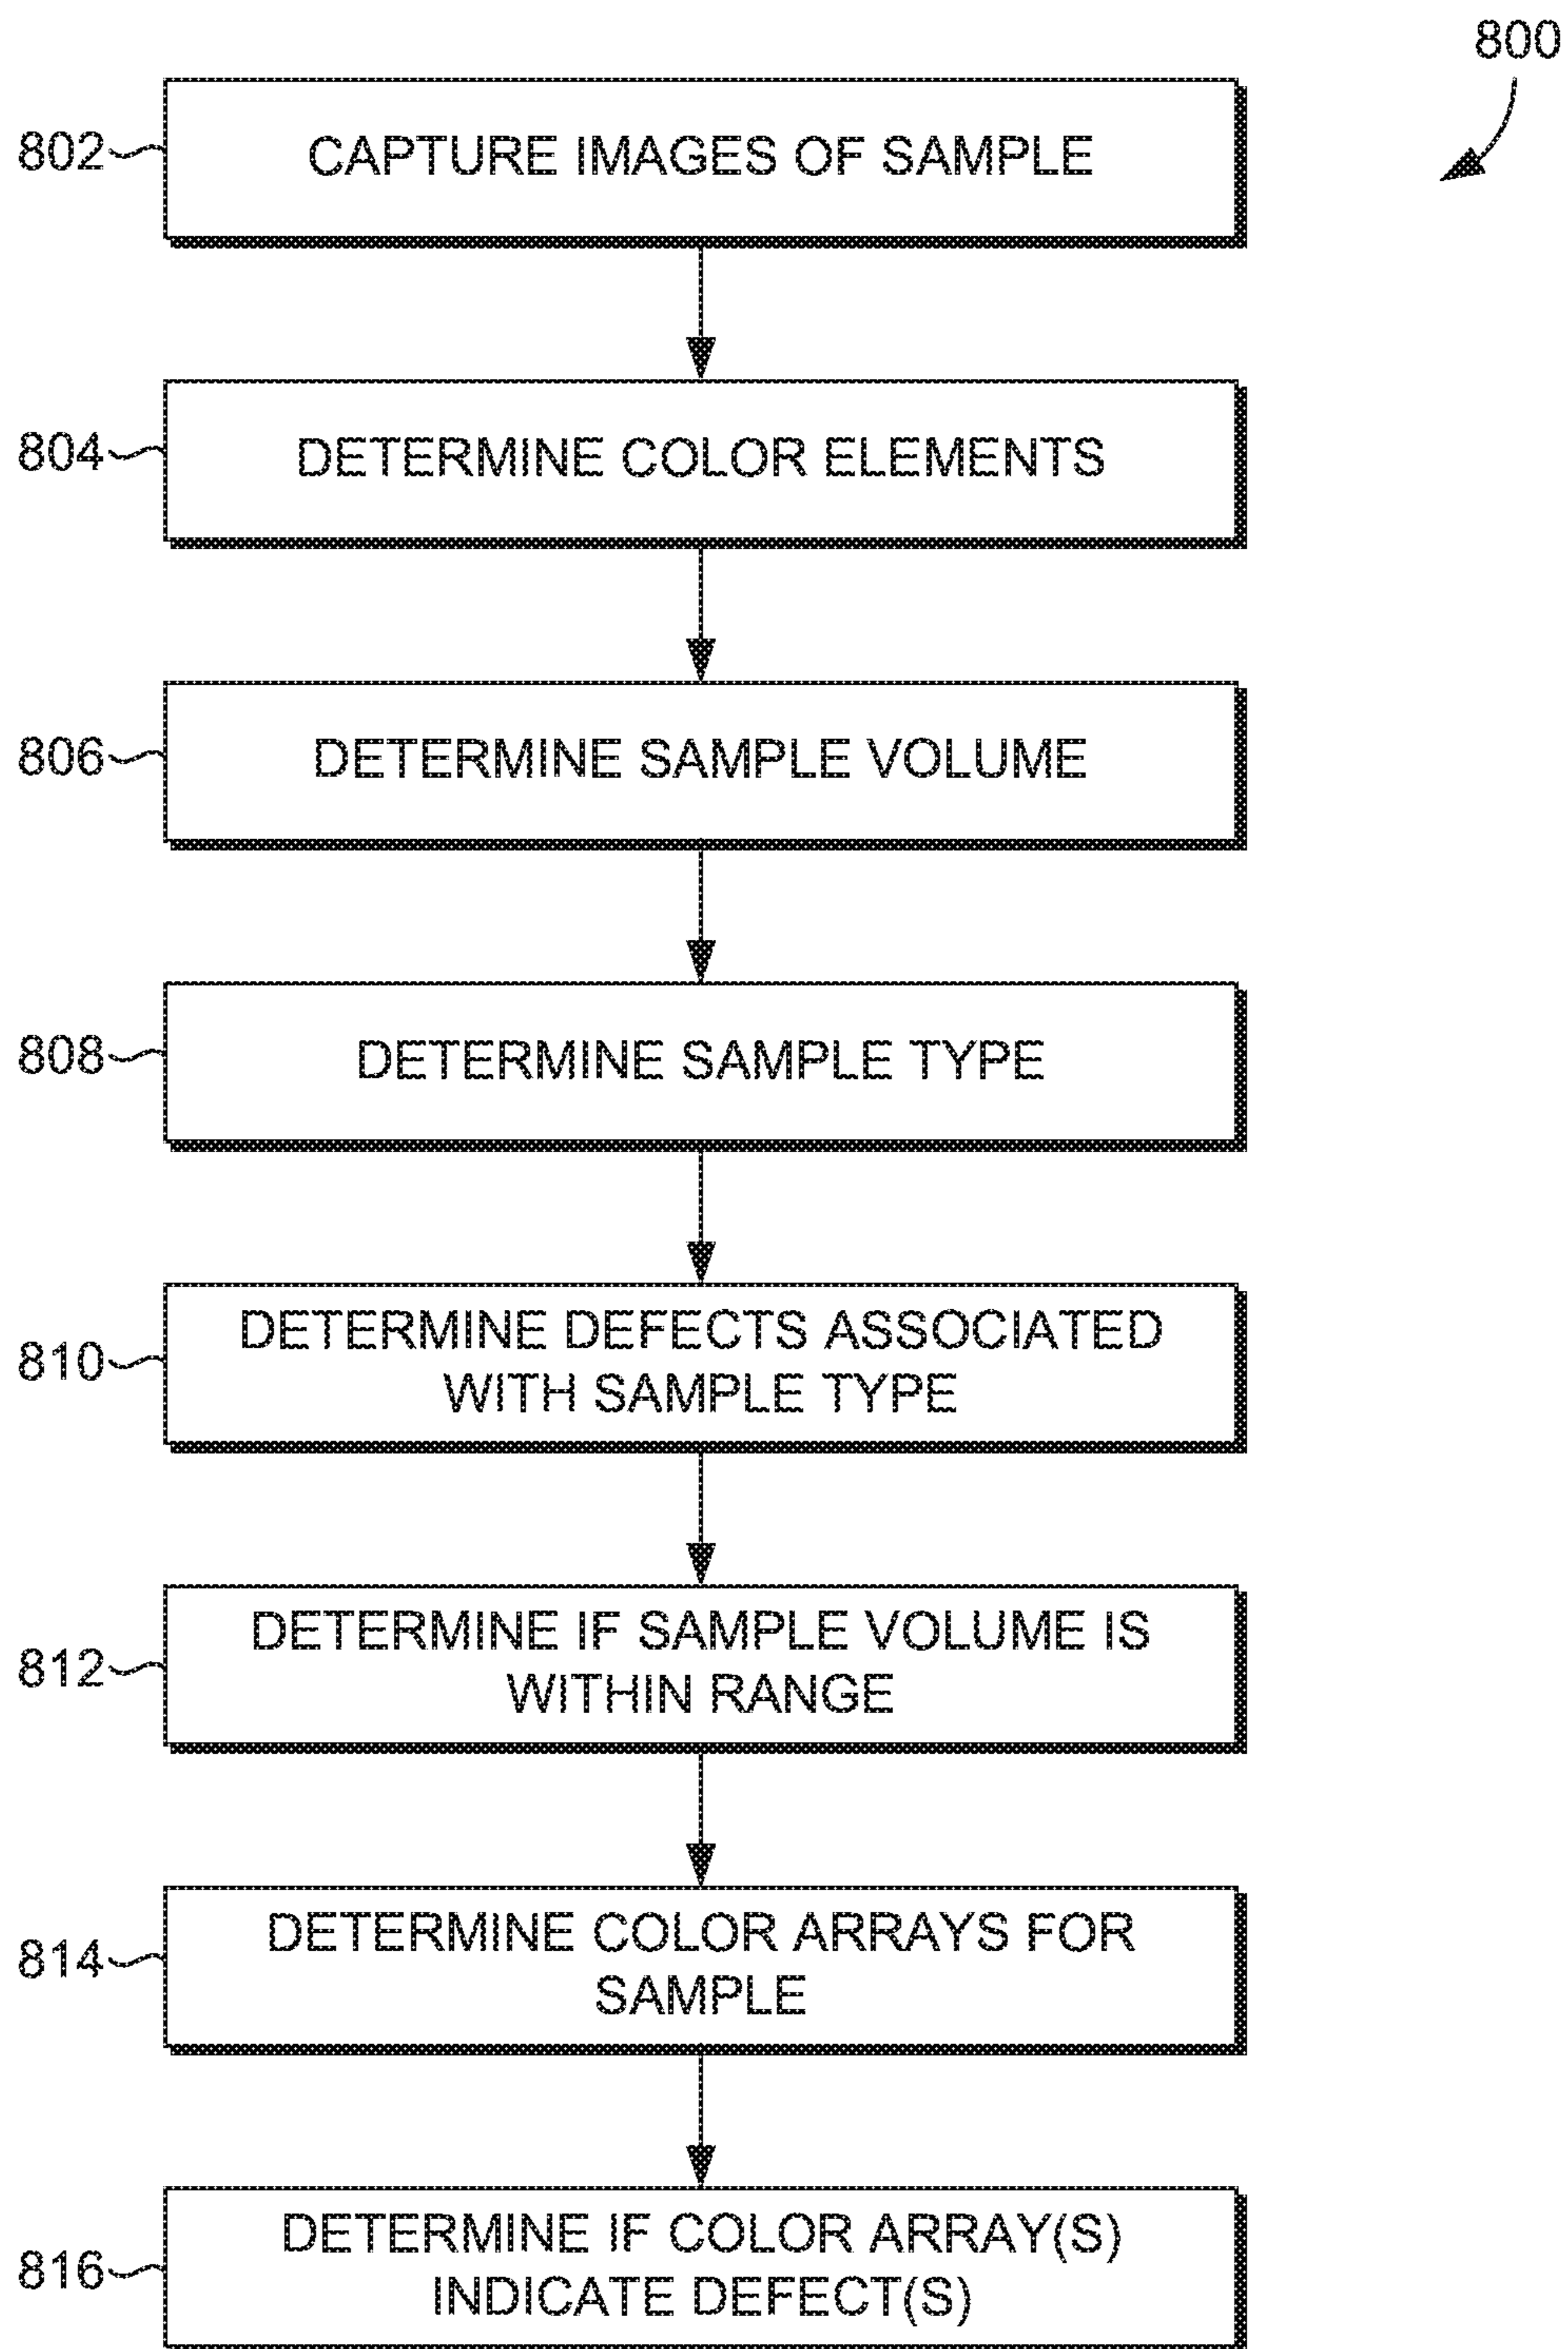 800
802
CAPTURE IMAGES OF SAMPLE
804
DETERMINE COLOR ELEMENTS
806
DETERMINE SAMPLE VOLUME
808
DETERMINE SAMPLE TYPE
810
DETERMINE DEFECTS ASSOCIATED
WITH SAMPLE TYPE
812
DETERMINE IF SAMPLE VOLUME IS
WITHIN RANGE
814
DETERMINE COLOR ARRAYS FOR
SAMPLE
816
DETERMINE IF COLOR ARRAY(S)
INDICATE DEFECT(S)